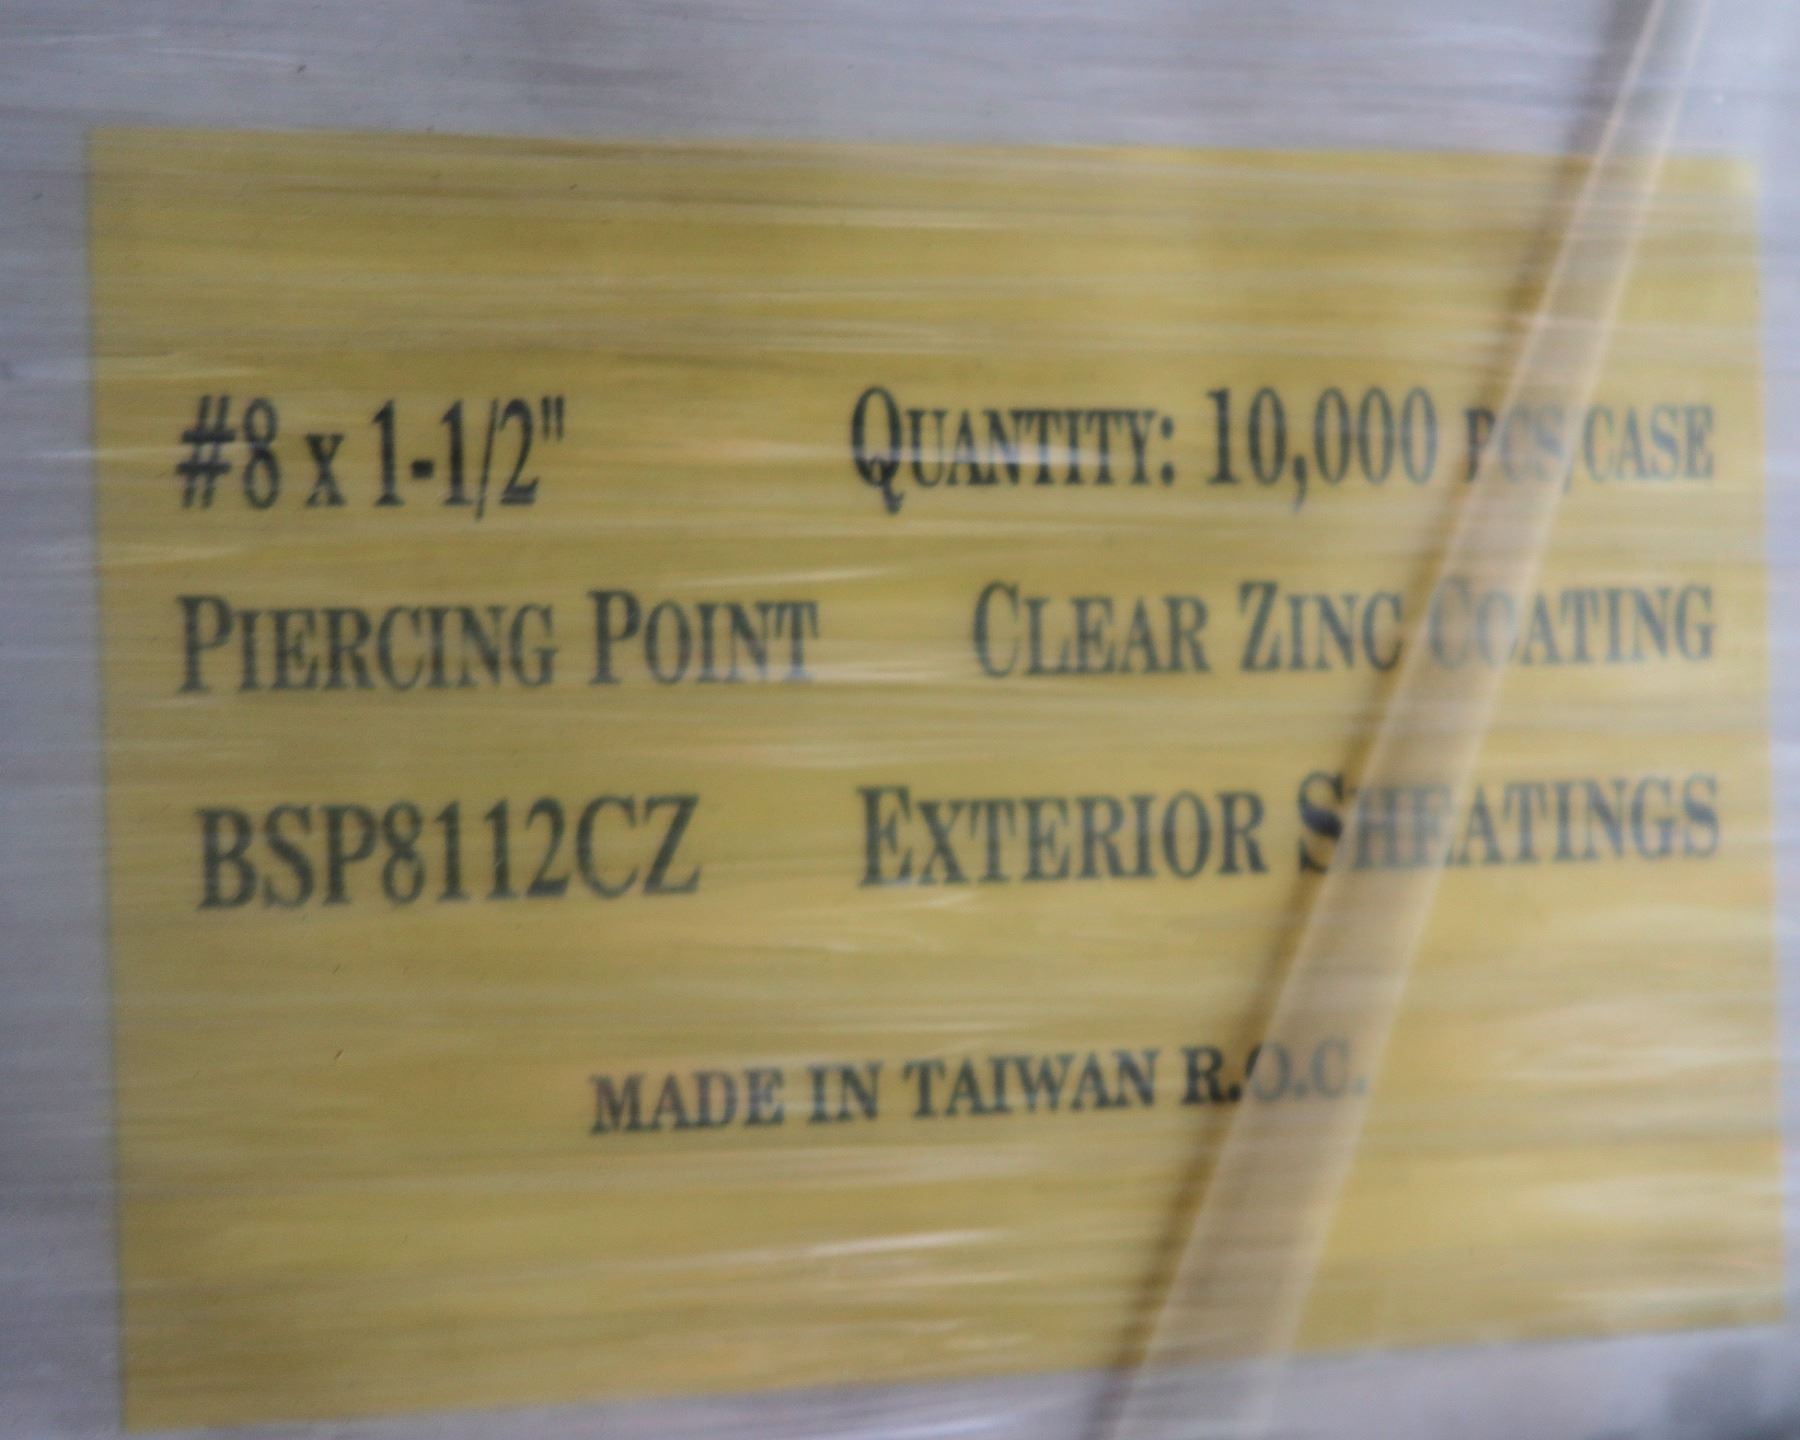 #8 x 1-1/2" QUANTITY: 10,000 PCS/CASE
PIERCING POINT CLEAR ZINC COATING
BSP8112CZ EXTERIOR SHEATINGS
MADE IN TAIWAN R.O.C.